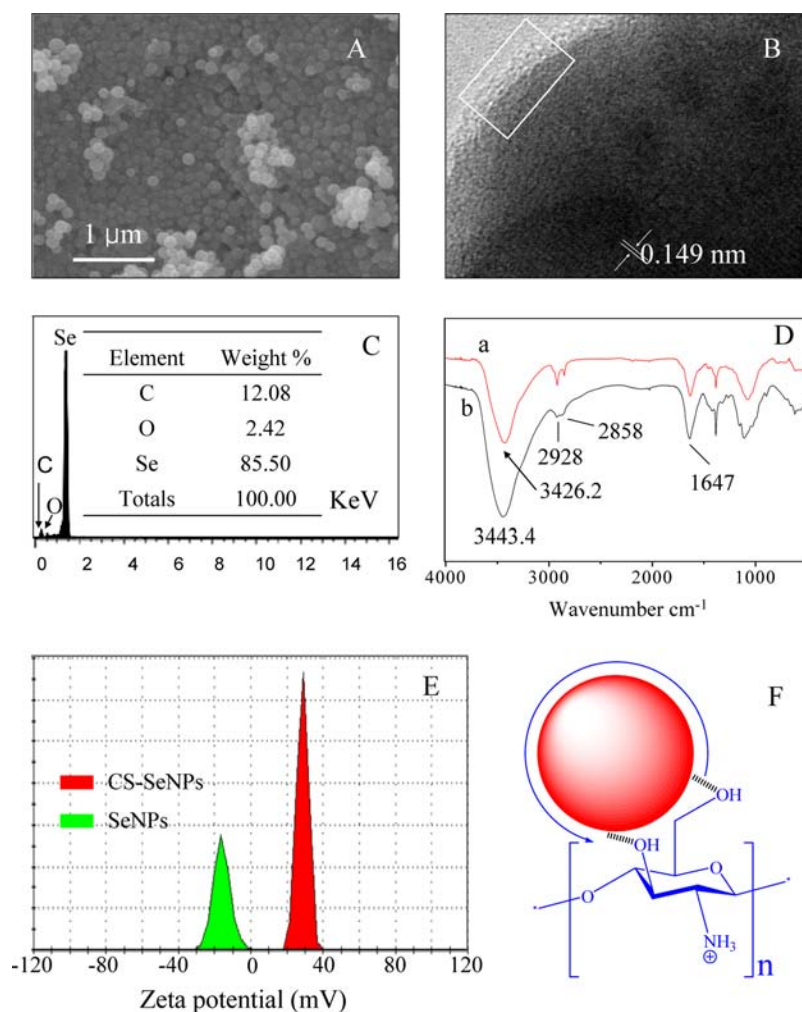 A
1 μm
B
0.149 nm
C
Se
Element Weight %
C 12.08
O 2.42
Se 85.50
Totals 100.00
KeV
C
O
0 2 4 6 8 10 12 14 16
D
a
b
2858
2928
3426.2
1647
3443.4
4000 3000 2000 1000
Wavenumber cm-1
E
CS-SeNPs
SeNPs
-120 -80 -40 0 40 80 120
Zeta potential (mV)
F
OH
OH
O
O
*
*
NH3
⊕
n